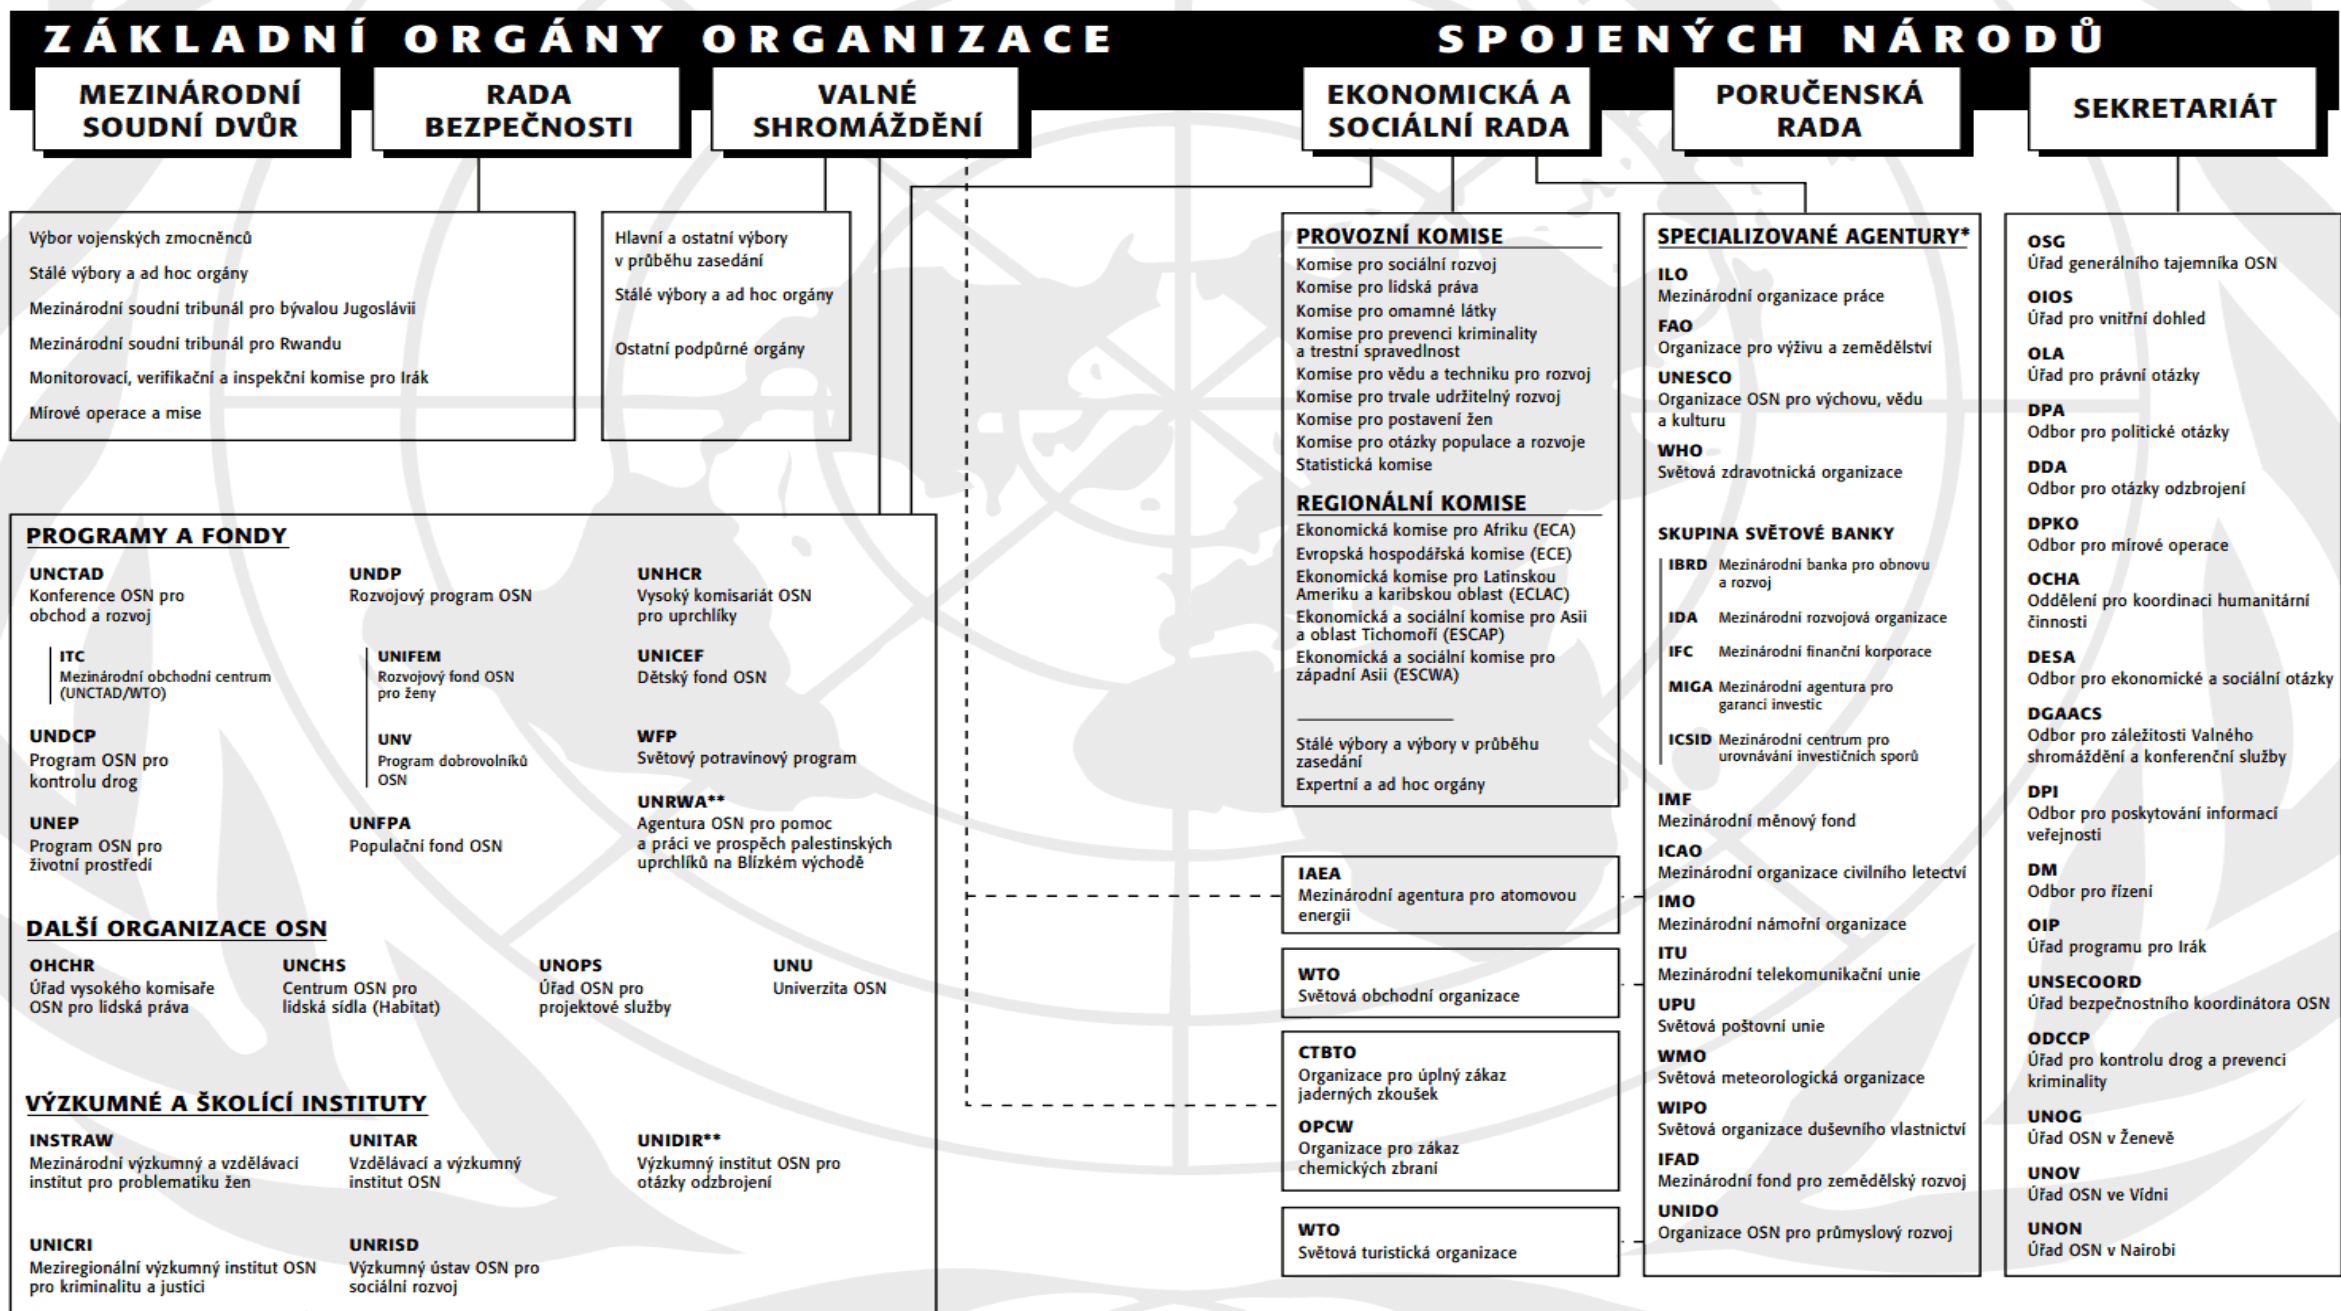 ZÁKLADNÍ ORGÁNY ORGANIZACE SPOJENÝCH NÁRODŮ
MEZINÁRODNÍ
SOUDNÍ DVŮR
RADA
BEZPEČNOSTI
VALNÉ
SHROMÁŽDĚNÍ
EKONOMICKÁ A
SOCIÁLNÍ RADA
PORUČENSKÁ
RADA
SEKRETARIÁT
Výbor vojenských zmocněnců
Stálé výbory a ad hoc orgány
Mezinárodní soudní tribunál pro bývalou Jugoslávii
Mezinárodní soudní tribunál pro Rwandu
Monitorovací, verifikační a inspekční komise pro Irák
Mírové operace a mise
Hlavní a ostatní výbory
v průběhu zasedání
Stálé výbory a ad hoc orgány
Ostatní podpůrné orgány
PROGRAMY A FONDY
UNCTAD
Konference OSN pro
obchod a rozvoj
ITC
Mezinárodní obchodní centrum
(UNCTAD/WTO)
UNDCP
Program OSN pro
kontrolu drog
UNEP
Program OSN pro
životní prostředí
UNDP
Rozvojový program OSN
UNIFEM
Rozvojový fond OSN
pro ženy
UNV
Program dobrovolníků
OSN
UNFPA
Populační fond OSN
UNHCR
Vysoký komisariát OSN
pro uprchlíky
UNICEF
Dětský fond OSN
WFP
Světový potravinový program
UNRWA**
Agentura OSN pro pomoc
a práci ve prospěch palestinských
uprchlíků na Blízkém východě
DALŠÍ ORGANIZACE OSN
OHCHR
Úřad vysokého komisaře
OSN pro lidská práva
UNCHS
Centrum OSN pro
lidská sídla (Habitat)
UNOPS
Úřad OSN pro
projektové služby
UNU
Univerzita OSN
VÝZKUMNÉ A ŠKOLÍCÍ INSTITUTY
INSTRAW
Mezinárodní výzkumný a vzdělávací
institut pro problematiku žen
UNITAR
Vzdělávací a výzkumný
institut OSN
UNIDIR**
Výzkumný institut OSN pro
otázky odzbrojení
UNICRI
Meziregionální výzkumný institut OSN
pro kriminalitu a justici
UNRISD
Výzkumný ústav OSN pro
sociální rozvoj
PROVOZNÍ KOMISE
Komise pro sociální rozvoj
Komise pro lidská práva
Komise pro omamné látky
Komise pro prevenci kriminality
a trestní spravedlnost
Komise pro vědu a techniku pro rozvoj
Komise pro trvale udržitelný rozvoj
Komise pro postavení žen
Komise pro otázky populace a rozvoje
Statistická komise
REGIONÁLNÍ KOMISE
Ekonomická komise pro Afriku (ECA)
Evropská hospodářská komise (ECE)
Ekonomická komise pro Latinskou
Ameriku a karibskou oblast (ECLAC)
Ekonomická a sociální komise pro Asii
a oblast Tichomoří (ESCAP)
Ekonomická a sociální komise pro
západní Asii (ESCWA)
Stálé výbory a výbory v průběhu
zasedání
Expertní a ad hoc orgány
IAEA
Mezinárodní agentura pro atomovou
energii
WTO
Světová obchodní organizace
CTBTO
Organizace pro úplný zákaz
jaderných zkoušek
OPCW
Organizace pro zákaz
chemických zbraní
WTO
Světová turistická organizace
SPECIALIZOVANÉ AGENTURY*
ILO
Mezinárodní organizace práce
FAO
Organizace pro výživu a zemědělství
UNESCO
Organizace OSN pro výchovu, vědu
a kulturu
WHO
Světová zdravotnická organizace
SKUPINA SVĚTOVÉ BANKY
IBRD Mezinárodní banka pro obnovu
a rozvoj
IDA Mezinárodní rozvojová organizace
IFC Mezinárodní finanční korporace
MIGA Mezinárodní agentura pro
garanci investic
ICSID Mezinárodní centrum pro
urovnávání investičních sporů
IMF
Mezinárodní měnový fond
ICAO
Mezinárodní organizace civilního letectví
IMO
Mezinárodní námořní organizace
ITU
Mezinárodní telekomunikační unie
UPU
Světová poštovní unie
WMO
Světová meteorologická organizace
WIPO
Světová organizace duševního vlastnictví
IFAD
Mezinárodní fond pro zemědělský rozvoj
UNIDO
Organizace OSN pro průmyslový rozvoj
OSG
Úřad generálního tajemníka OSN
OIOS
Úřad pro vnitřní dohled
OLA
Úřad pro právní otázky
DPA
Odbor pro politické otázky
DDA
Odbor pro otázky odzbrojení
DPKO
Odbor pro mírové operace
OCHA
Oddělení pro koordinaci humanitární
činnosti
DESA
Odbor pro ekonomické a sociální otázky
DGAACS
Odbor pro záležitosti Valného
shromáždění a konferenční služby
DPI
Odbor pro poskytování informací
veřejnosti
DM
Odbor pro řízení
OIP
Úřad programu pro Irák
UNSECOORD
Úřad bezpečnostního koordinátora OSN
ODCCP
Úřad pro kontrolu drog a prevenci
kriminality
UNOG
Úřad OSN v Ženevě
UNOV
Úřad OSN ve Vídni
UNON
Úřad OSN v Nairobi